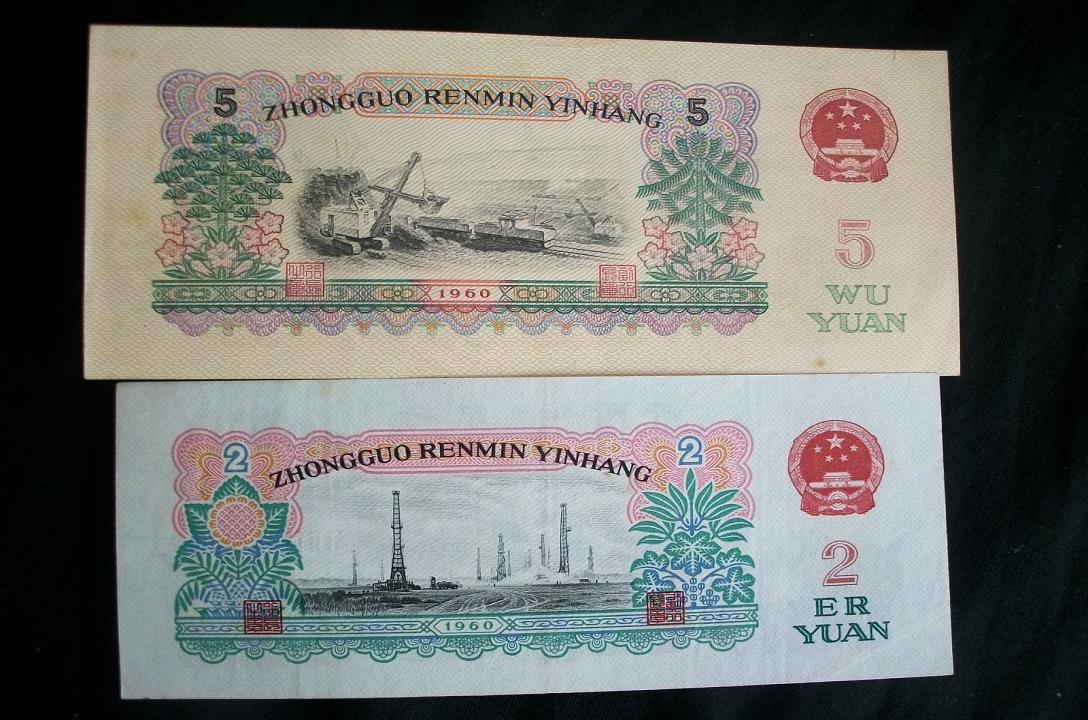 5 ZHONGGUO RENMIN YINHANG 5
1960
5
WU
YUAN
2 ZHONGGUO RENMIN YINHANG 2
1960
2
ER
YUAN